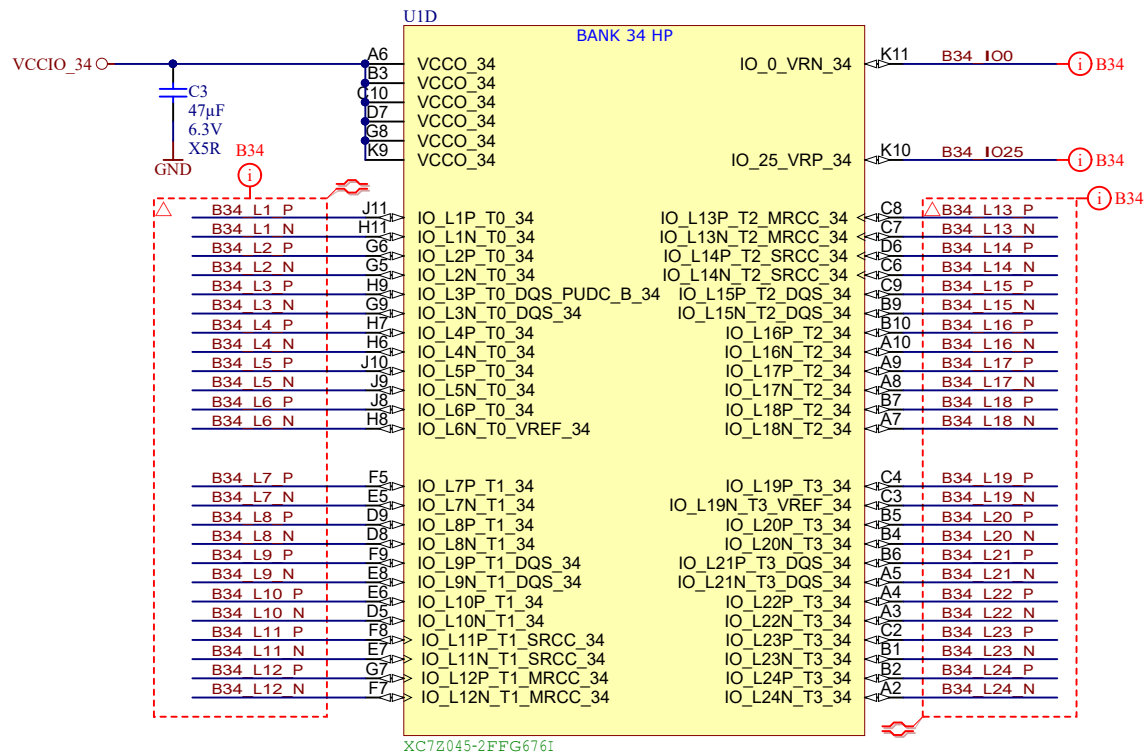 U1D
BANK 34 HP
VCCIO_34
A6 VCCO_34
B3 VCCO_34
C10 VCCO_34
D7 VCCO_34
G8 VCCO_34
K9 VCCO_34
C3
47µF
6.3V
X5R
GND
IO_0_VRN_34 K11 B34_IO0 i B34
IO_25_VRP_34 K10 B34_IO25 i B34
B34
i
i B34
B34_L1_P J11 IO_L1P_T0_34
B34_L1_N H11 IO_L1N_T0_34
B34_L2_P G6 IO_L2P_T0_34
B34_L2_N G5 IO_L2N_T0_34
B34_L3_P H9 IO_L3P_T0_DQS_PUDC_B_34
B34_L3_N G9 IO_L3N_T0_DQS_34
B34_L4_P H7 IO_L4P_T0_34
B34_L4_N H6 IO_L4N_T0_34
B34_L5_P J10 IO_L5P_T0_34
B34_L5_N J9 IO_L5N_T0_34
B34_L6_P J8 IO_L6P_T0_34
B34_L6_N H8 IO_L6N_T0_VREF_34
B34_L7_P F5 IO_L7P_T1_34
B34_L7_N E5 IO_L7N_T1_34
B34_L8_P D9 IO_L8P_T1_34
B34_L8_N D8 IO_L8N_T1_34
B34_L9_P F9 IO_L9P_T1_DQS_34
B34_L9_N E8 IO_L9N_T1_DQS_34
B34_L10_P E6 IO_L10P_T1_34
B34_L10_N D5 IO_L10N_T1_34
B34_L11_P F8 IO_L11P_T1_SRCC_34
B34_L11_N E7 IO_L11N_T1_SRCC_34
B34_L12_P G7 IO_L12P_T1_MRCC_34
B34_L12_N F7 IO_L12N_T1_MRCC_34
IO_L13P_T2_MRCC_34 C8 B34_L13_P
IO_L13N_T2_MRCC_34 C7 B34_L13_N
IO_L14P_T2_SRCC_34 D6 B34_L14_P
IO_L14N_T2_SRCC_34 C6 B34_L14_N
IO_L15P_T2_DQS_34 C9 B34_L15_P
IO_L15N_T2_DQS_34 B9 B34_L15_N
IO_L16P_T2_34 B10 B34_L16_P
IO_L16N_T2_34 A10 B34_L16_N
IO_L17P_T2_34 A9 B34_L17_P
IO_L17N_T2_34 A8 B34_L17_N
IO_L18P_T2_34 B7 B34_L18_P
IO_L18N_T2_34 A7 B34_L18_N
IO_L19P_T3_34 C4 B34_L19_P
IO_L19N_T3_VREF_34 C3 B34_L19_N
IO_L20P_T3_34 B5 B34_L20_P
IO_L20N_T3_34 B4 B34_L20_N
IO_L21P_T3_DQS_34 B6 B34_L21_P
IO_L21N_T3_DQS_34 A5 B34_L21_N
IO_L22P_T3_34 A4 B34_L22_P
IO_L22N_T3_34 A3 B34_L22_N
IO_L23P_T3_34 C2 B34_L23_P
IO_L23N_T3_34 B1 B34_L23_N
IO_L24P_T3_34 B2 B34_L24_P
IO_L24N_T3_34 A2 B34_L24_N
XC7Z045-2FFG676I